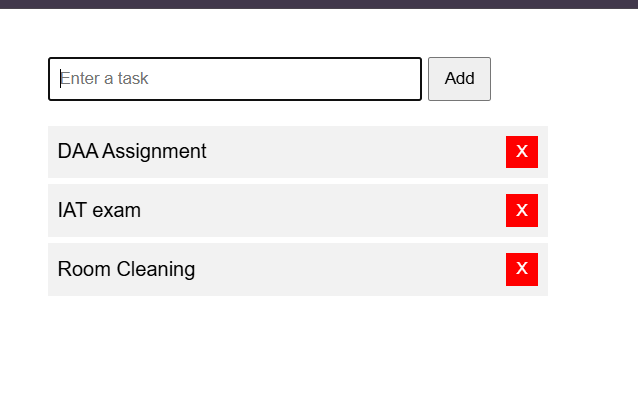 Enter a task Add
DAA Assignment X
IAT exam X
Room Cleaning X